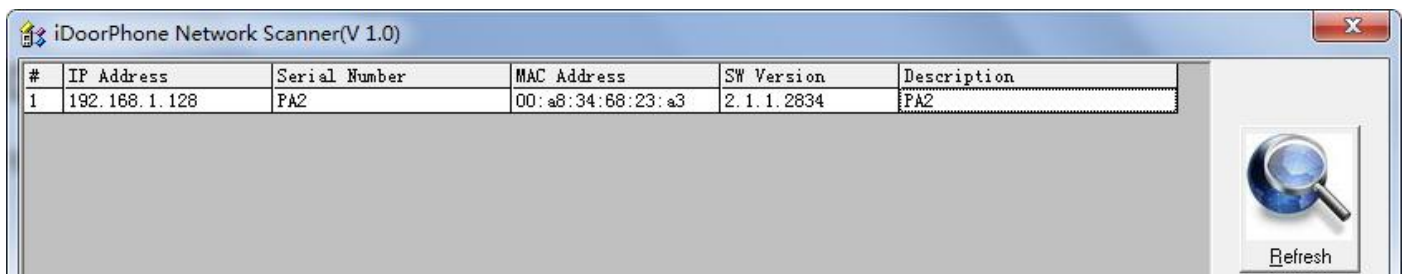 iDoorPhone Network Scanner(V 1.0)
# IP Address Serial Number MAC Address SW Version Description
1 192.168.1.128 PA2 00:a8:34:68:23:a3 2.1.1.2834 PA2
Refresh